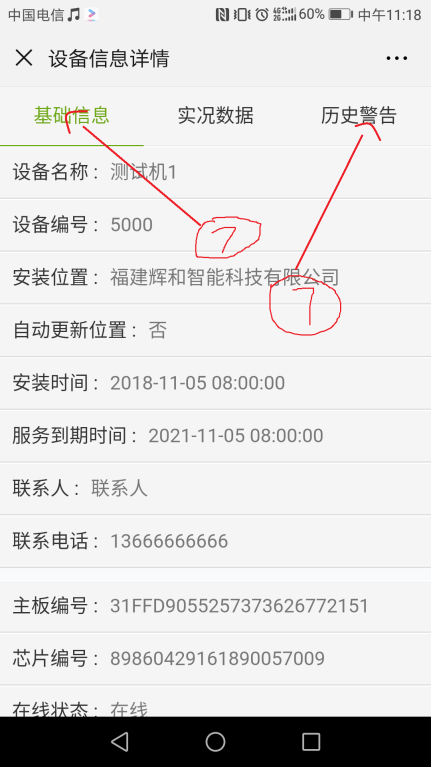 中国电信 60% 中午11:18
设备信息详情
基础信息 实况数据 历史警告
设备名称：测试机1
设备编号：5000
7
安装位置：福建辉和智能科技有限公司
7
自动更新位置：否
安装时间：2018-11-05 08:00:00
服务到期时间：2021-11-05 08:00:00
联系人：联系人
联系电话：13666666666
主板编号：31FFD9055257373626772151
芯片编号：89860429161890057009
在线状态：在线